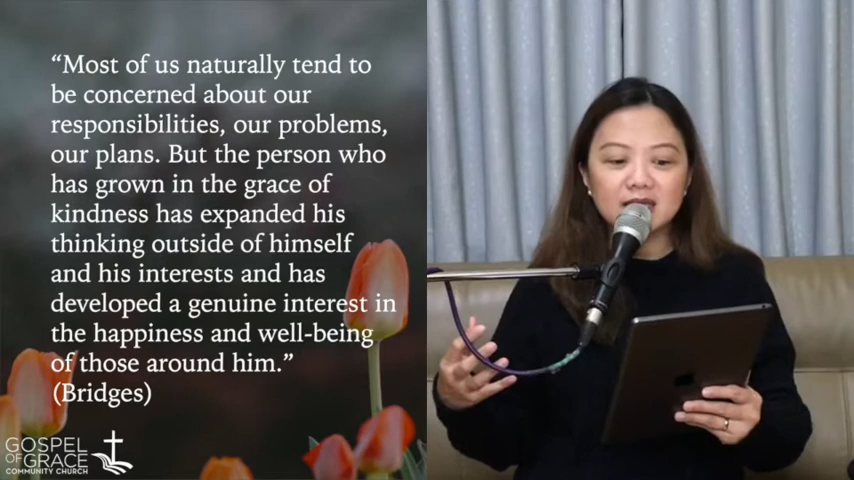 “Most of us naturally tend to
be concerned about our
responsibilities, our problems,
our plans. But the person who
has grown in the grace of
kindness has expanded his
thinking outside of himself
and his interests and has
developed a genuine interest in
the happiness and well-being
of those around him.”
(Bridges)
GOSPEL
OF GRACE
COMMUNITY CHURCH